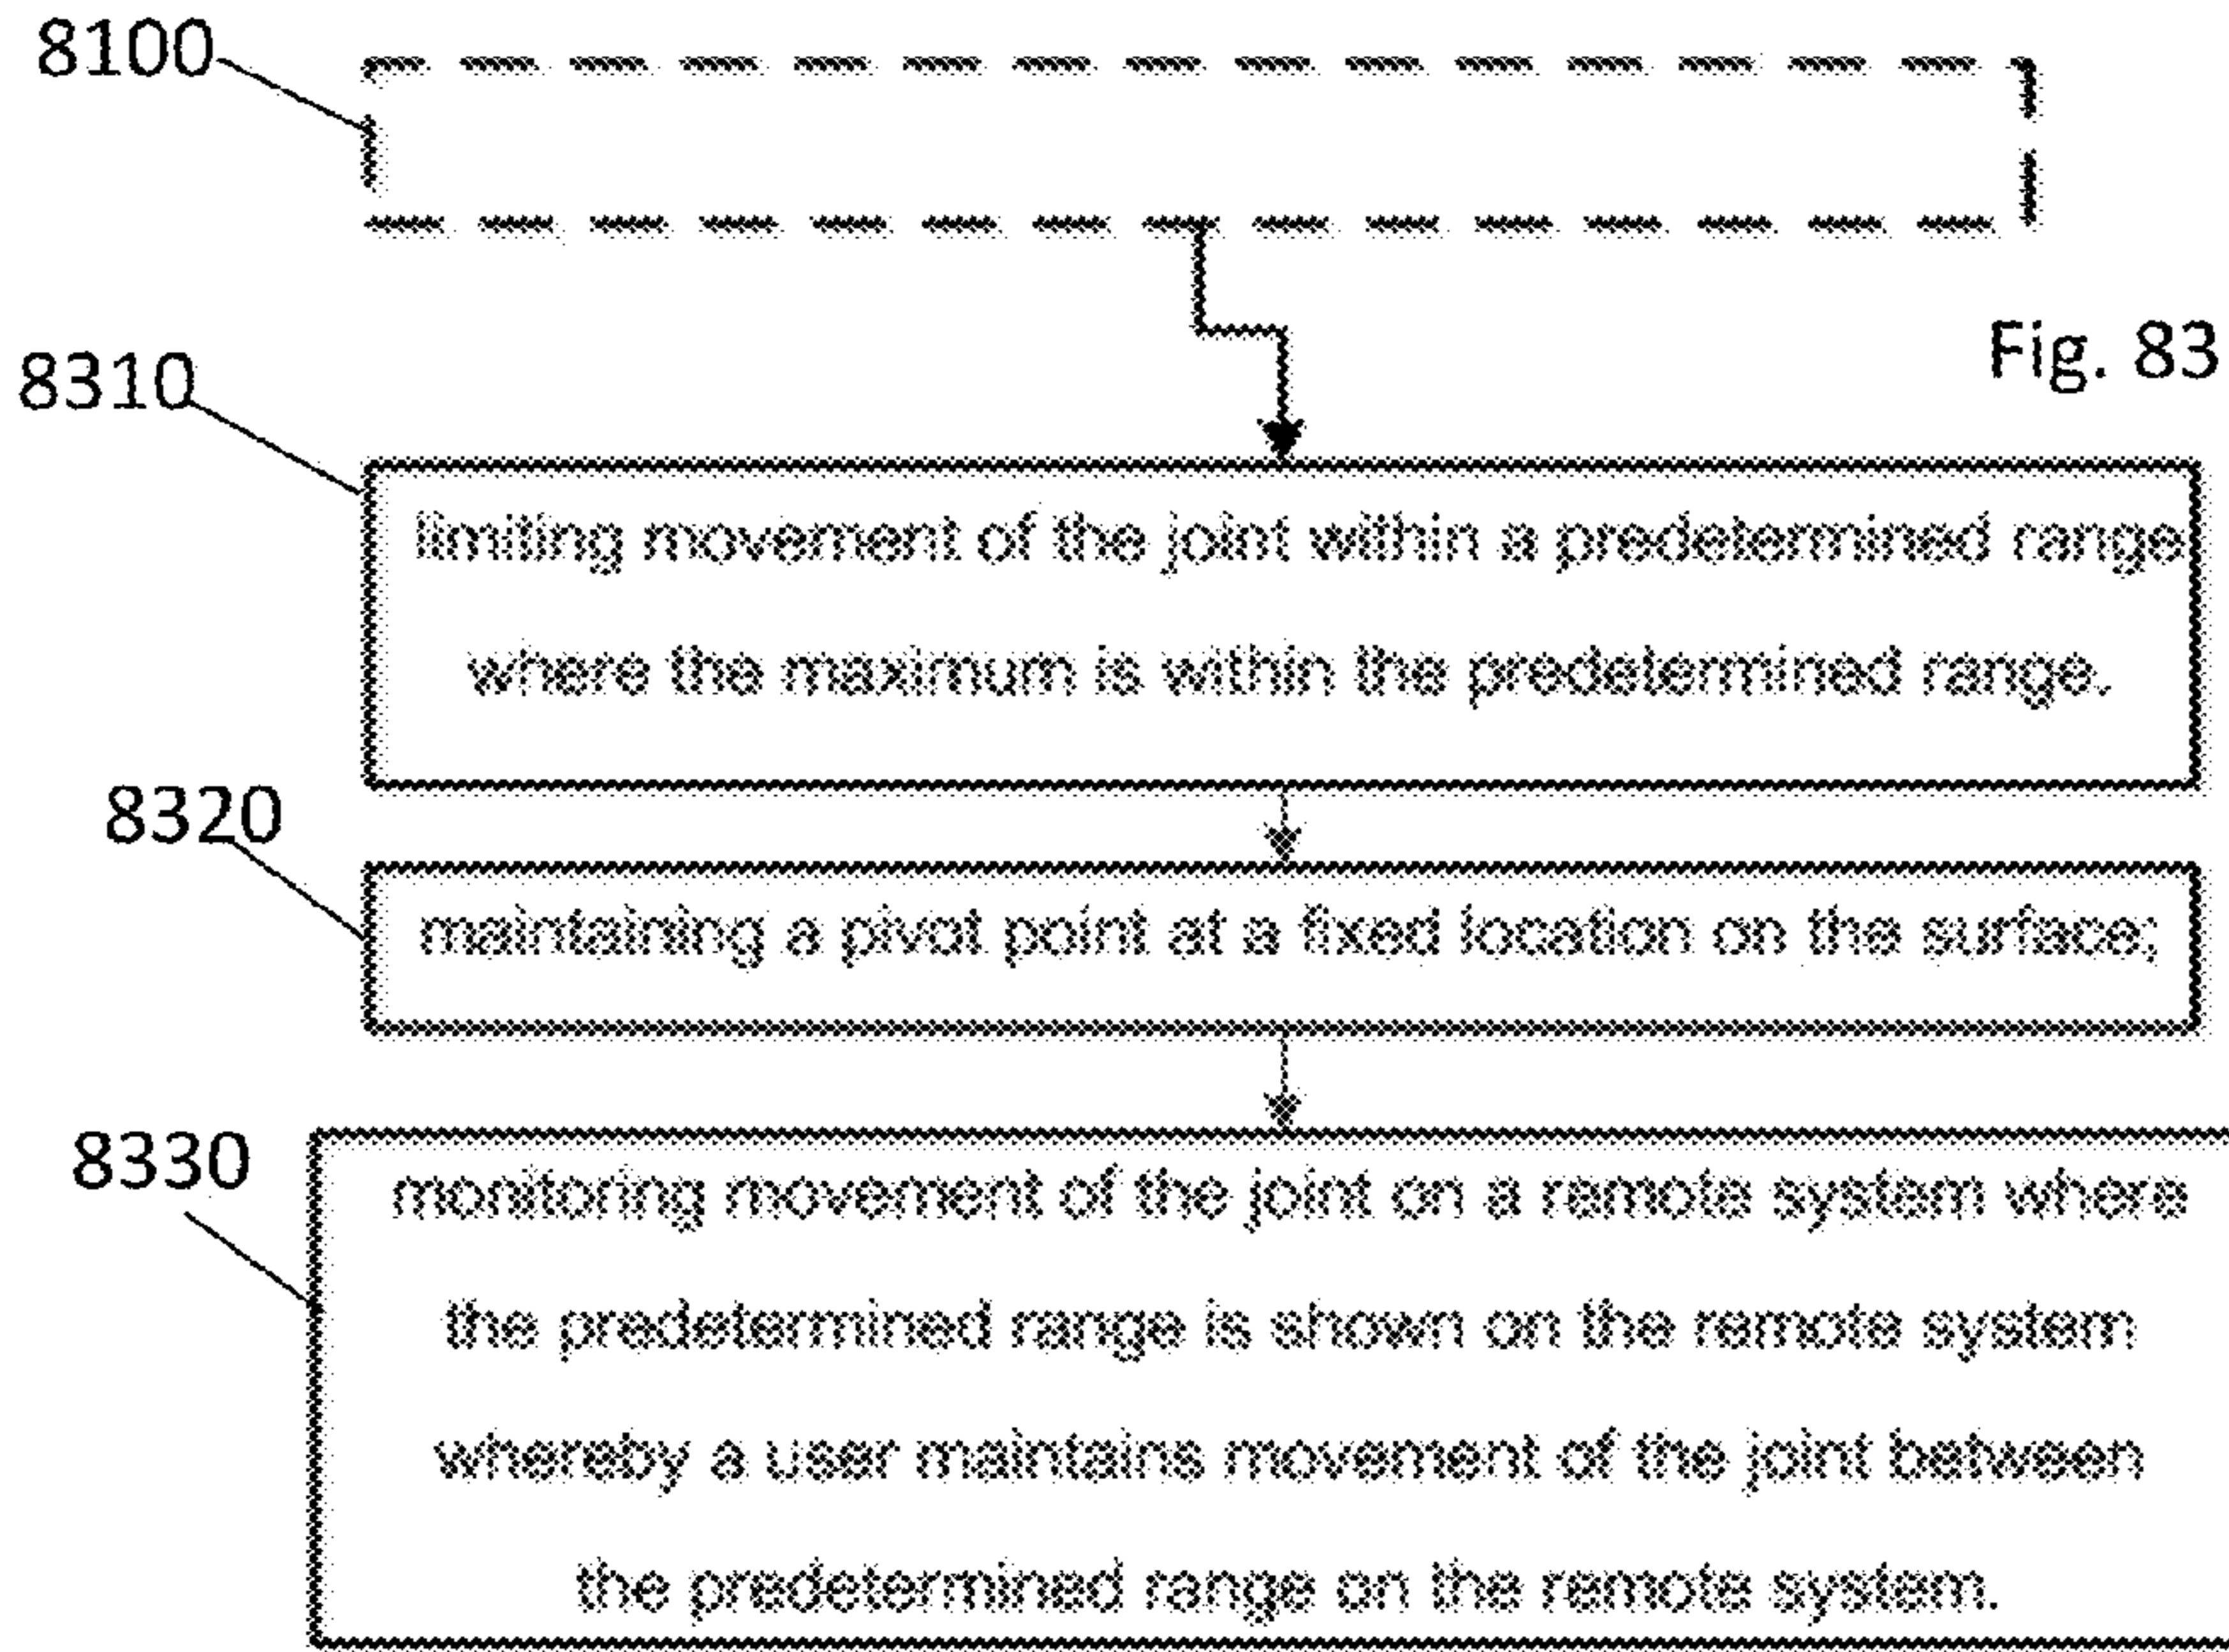 8100
Fig. 83
8310
limiting movement of the joint within a predetermined range
where the maximum is within the predetermined range.
8320
maintaining a pivot point at a fixed location on the surface;
8330
monitoring movement of the joint on a remote system where
the predetermined range is shown on the remote system
whereby a user maintains movement of the joint between
the predetermined range on the remote system.